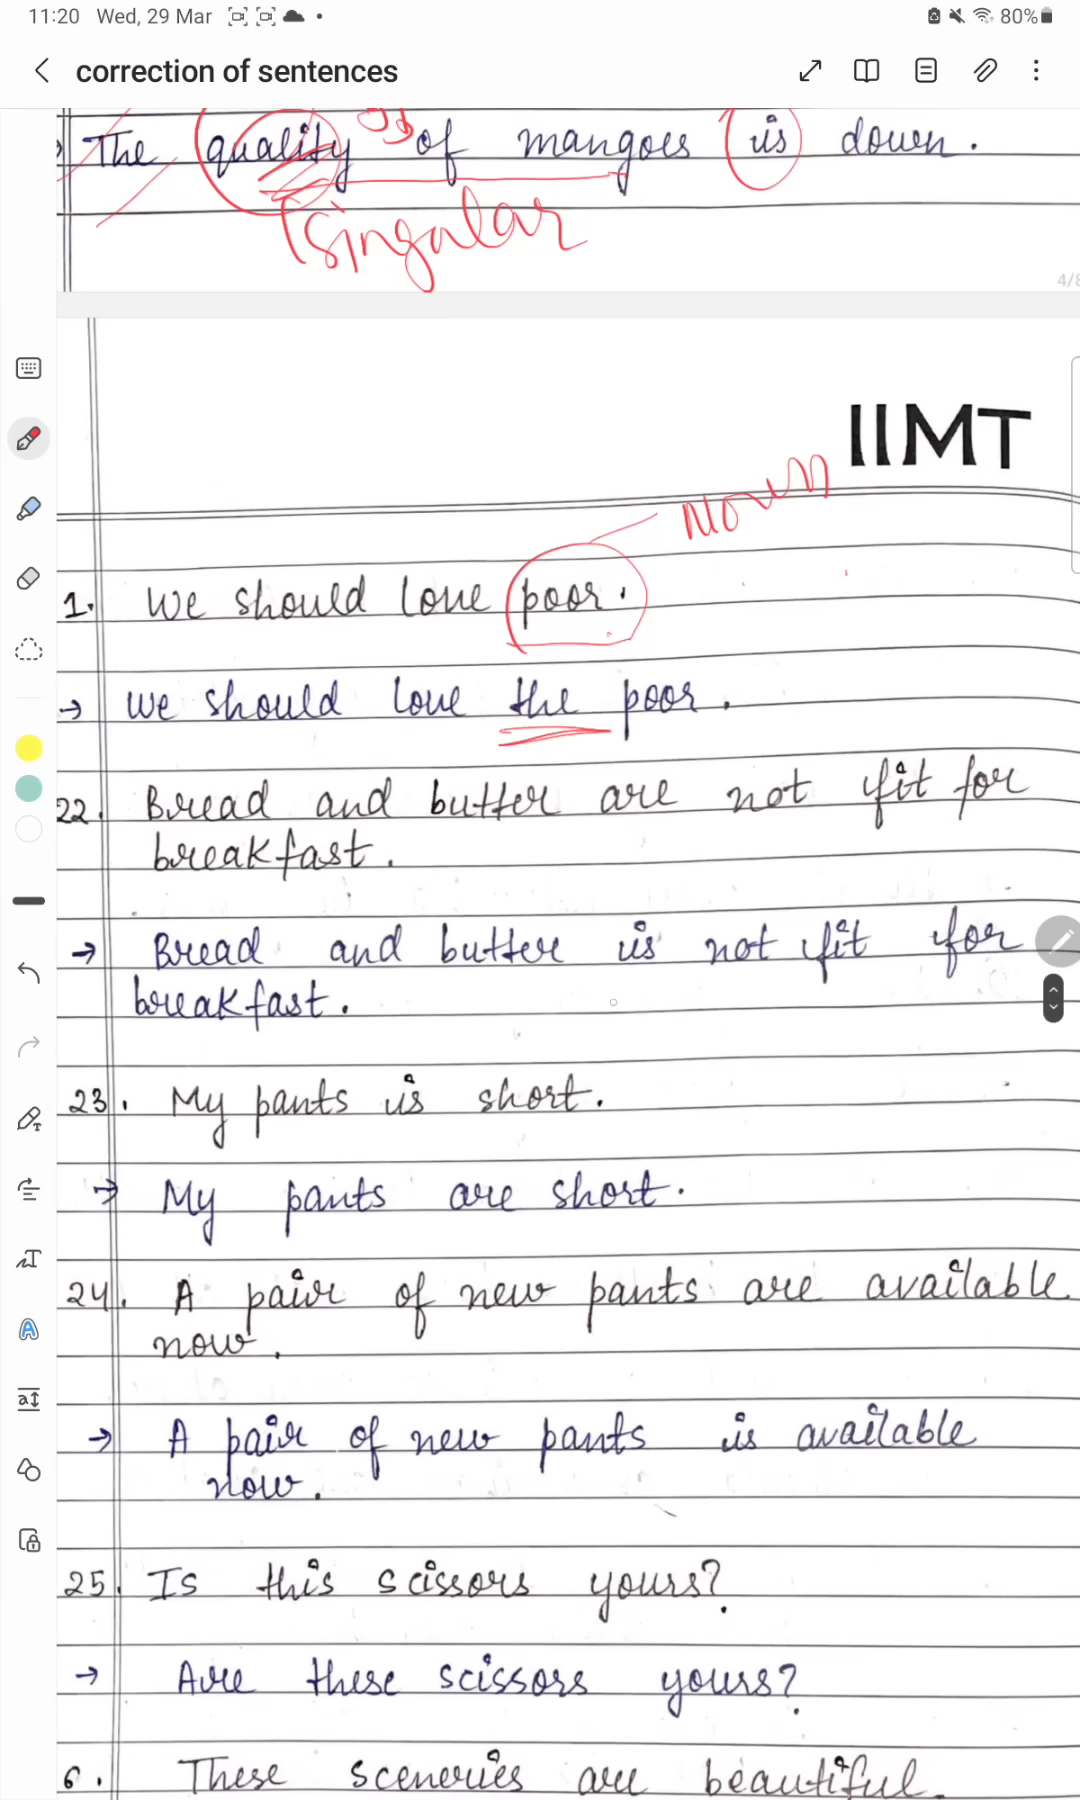 11:20 Wed, 29 Mar 80%
correction of sentences
The quality of mangoes is down.
Singular
4/8
IIMT
Noun
1. We should love poor.
→ We should love the poor.
22. Bread and butter are not fit for
breakfast.
→ Bread and butter is not fit for
breakfast.
23. My pants is short.
→ My pants are short.
24. A pair of new pants are available
now.
→ A pair of new pants is available
now.
25. Is this scissors yours?
→ Are these scissors yours?
6. These sceneries are beautiful.